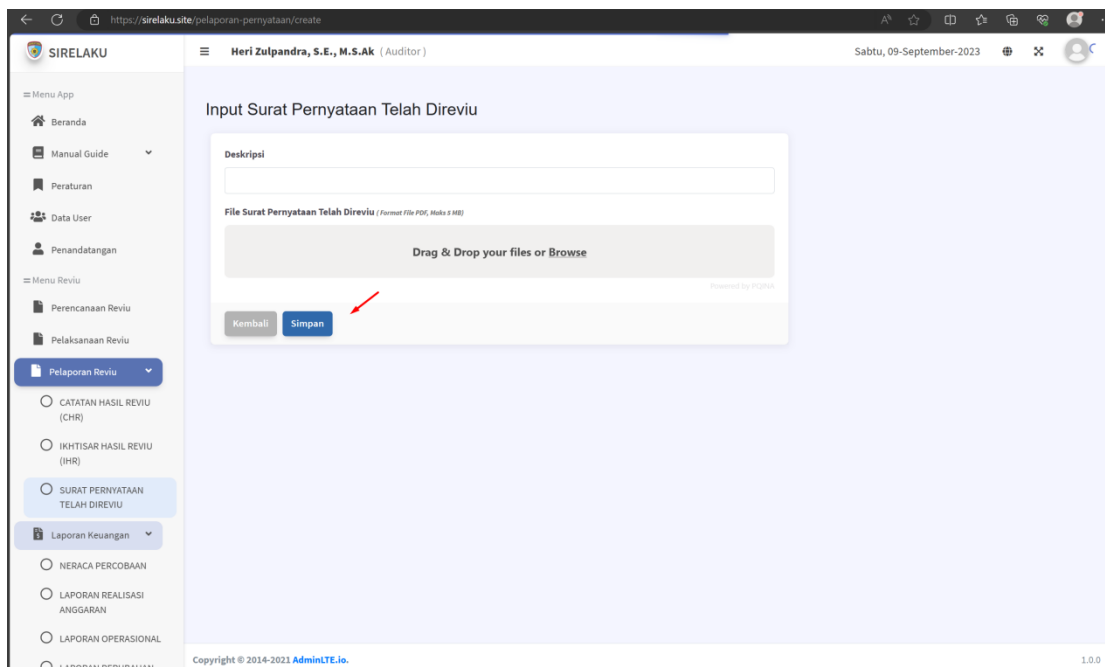 https://sirelaku.site/pelaporan-pernyataan/create
SIRELAKU
Heri Zulpandra, S.E., M.S.Ak ( Auditor )
Sabtu, 09-September-2023
Menu App
Beranda
Manual Guide
Peraturan
Data User
Penandatangan
Menu Reviu
Perencanaan Reviu
Pelaksanaan Reviu
Pelaporan Reviu
CATATAN HASIL REVIU
(CHR)
IKHTISAR HASIL REVIU
(IHR)
SURAT PERNYATAAN
TELAH DIREVIU
Laporan Keuangan
NERACA PERCOBAAN
LAPORAN REALISASI
ANGGARAN
LAPORAN OPERASIONAL
LAPORAN PERUBAHAN
Input Surat Pernyataan Telah Direviu
Deskripsi
File Surat Pernyataan Telah Direviu ( Format File PDF, Maks 5 MB)
Drag & Drop your files or Browse
Powered by PQINA
Kembali
Simpan
Copyright © 2014-2021 AdminLTE.io.
1.0.0